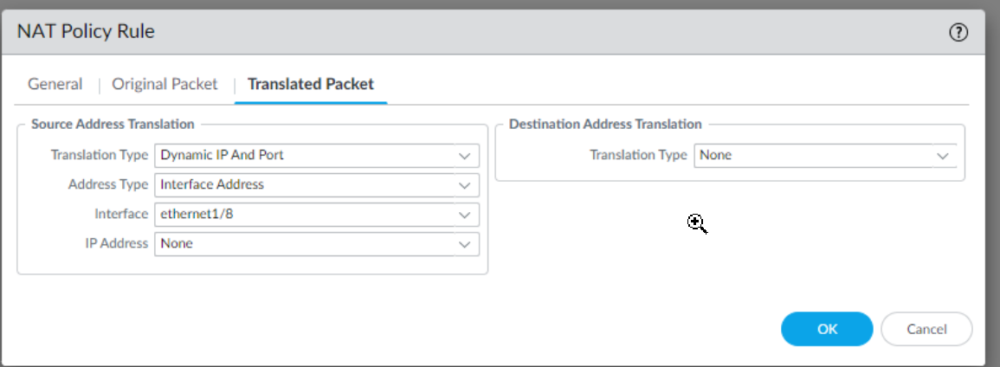 NAT Policy Rule
General | Original Packet | Translated Packet
Source Address Translation
Translation Type Dynamic IP And Port
Address Type Interface Address
Interface ethernet1/8
IP Address None
Destination Address Translation
Translation Type None
OK Cancel